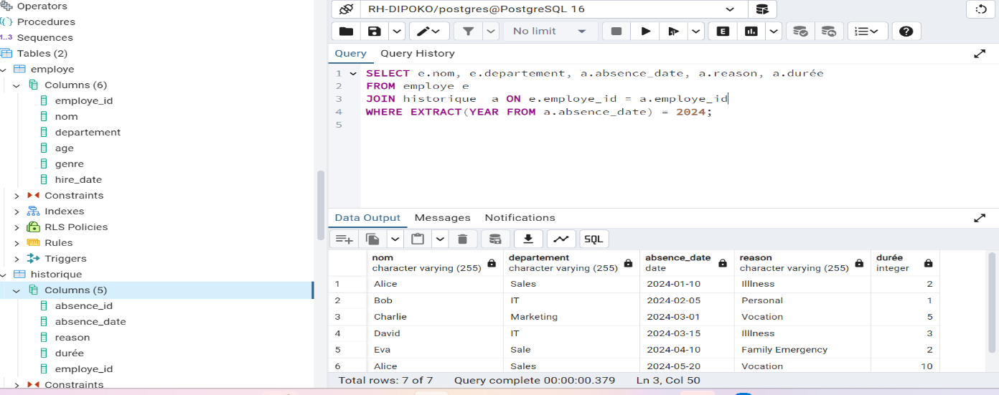 Operators
Procedures
1..3 Sequences
Tables (2)
employe
Columns (6)
employe_id
nom
departement
age
genre
hire_date
Constraints
Indexes
RLS Policies
Rules
Triggers
historique
Columns (5)
absence_id
absence_date
reason
durée
employe_id
Constraints
RH-DIPOKO/postgres@PostgreSQL 16
No limit
E
Query Query History
1 SELECT e.nom, e.departement, a.absence_date, a.reason, a.durée
2 FROM employe e
3 JOIN historique a ON e.employe_id = a.employe_id
4 WHERE EXTRACT(YEAR FROM a.absence_date) = 2024;
5
Data Output Messages Notifications
SQL
nom departement absence_date reason durée
character varying (255) character varying (255) date character varying (255) integer
1 Alice Sales 2024-01-10 Illlness 2
2 Bob IT 2024-02-05 Personal 1
3 Charlie Marketing 2024-03-01 Vocation 5
4 David IT 2024-03-15 Illlness 3
5 Eva Sale 2024-04-10 Family Emergency 2
6 Alice Sales 2024-05-20 Vocation 10
Total rows: 7 of 7 Query complete 00:00:00.379 Ln 3, Col 50